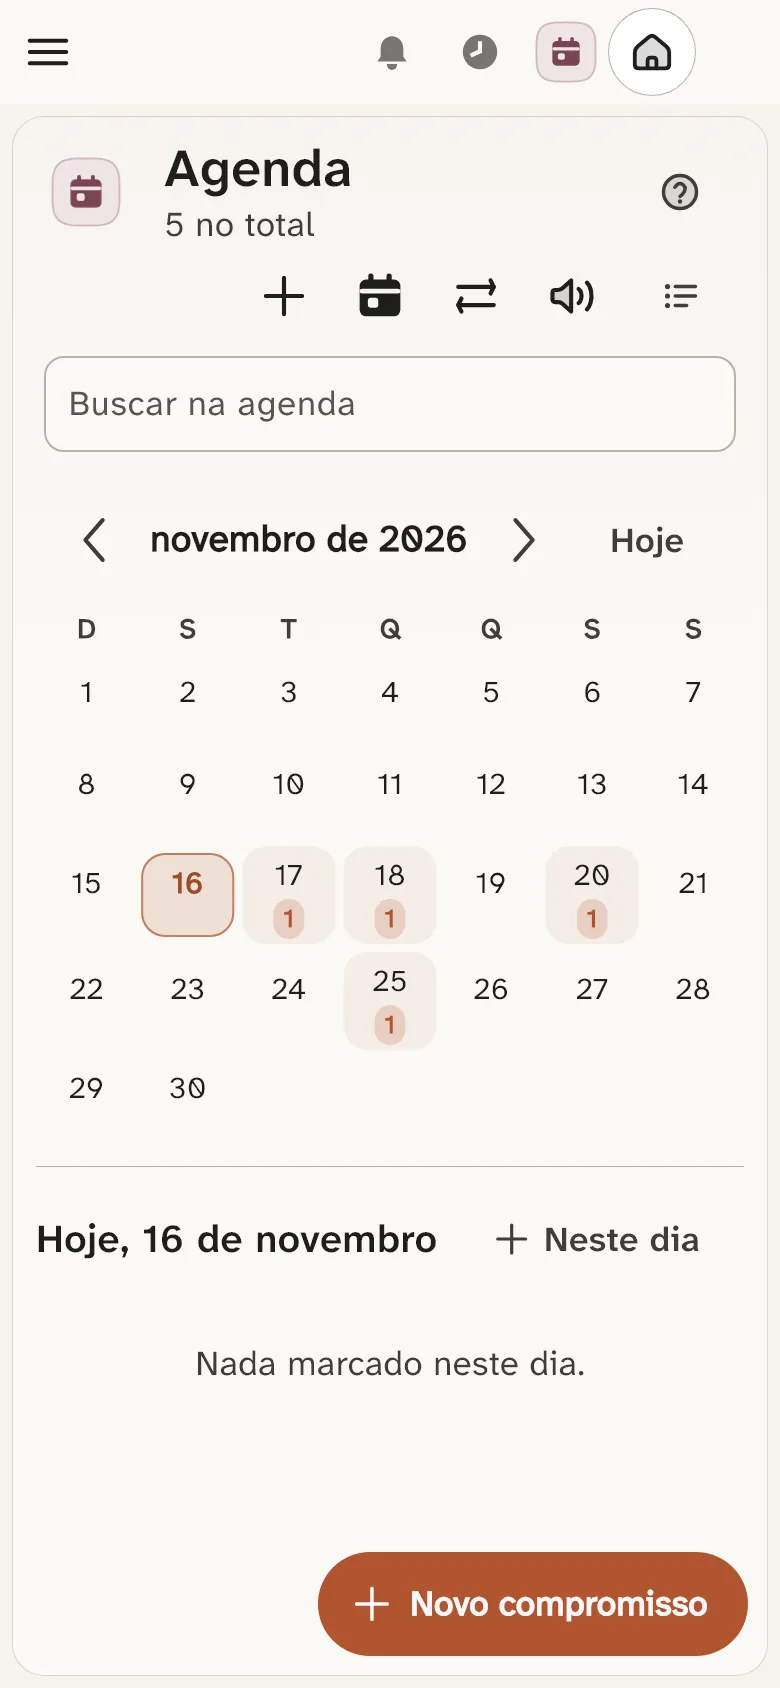 Agenda
5 no total
Buscar na agenda
novembro de 2026 Hoje
D S T Q Q S S
1 2 3 4 5 6 7
8 9 10 11 12 13 14
15 16 17 18 19 20 21
1 1 1
22 23 24 25 26 27 28
1
29 30
Hoje, 16 de novembro + Neste dia
Nada marcado neste dia.
+ Novo compromisso